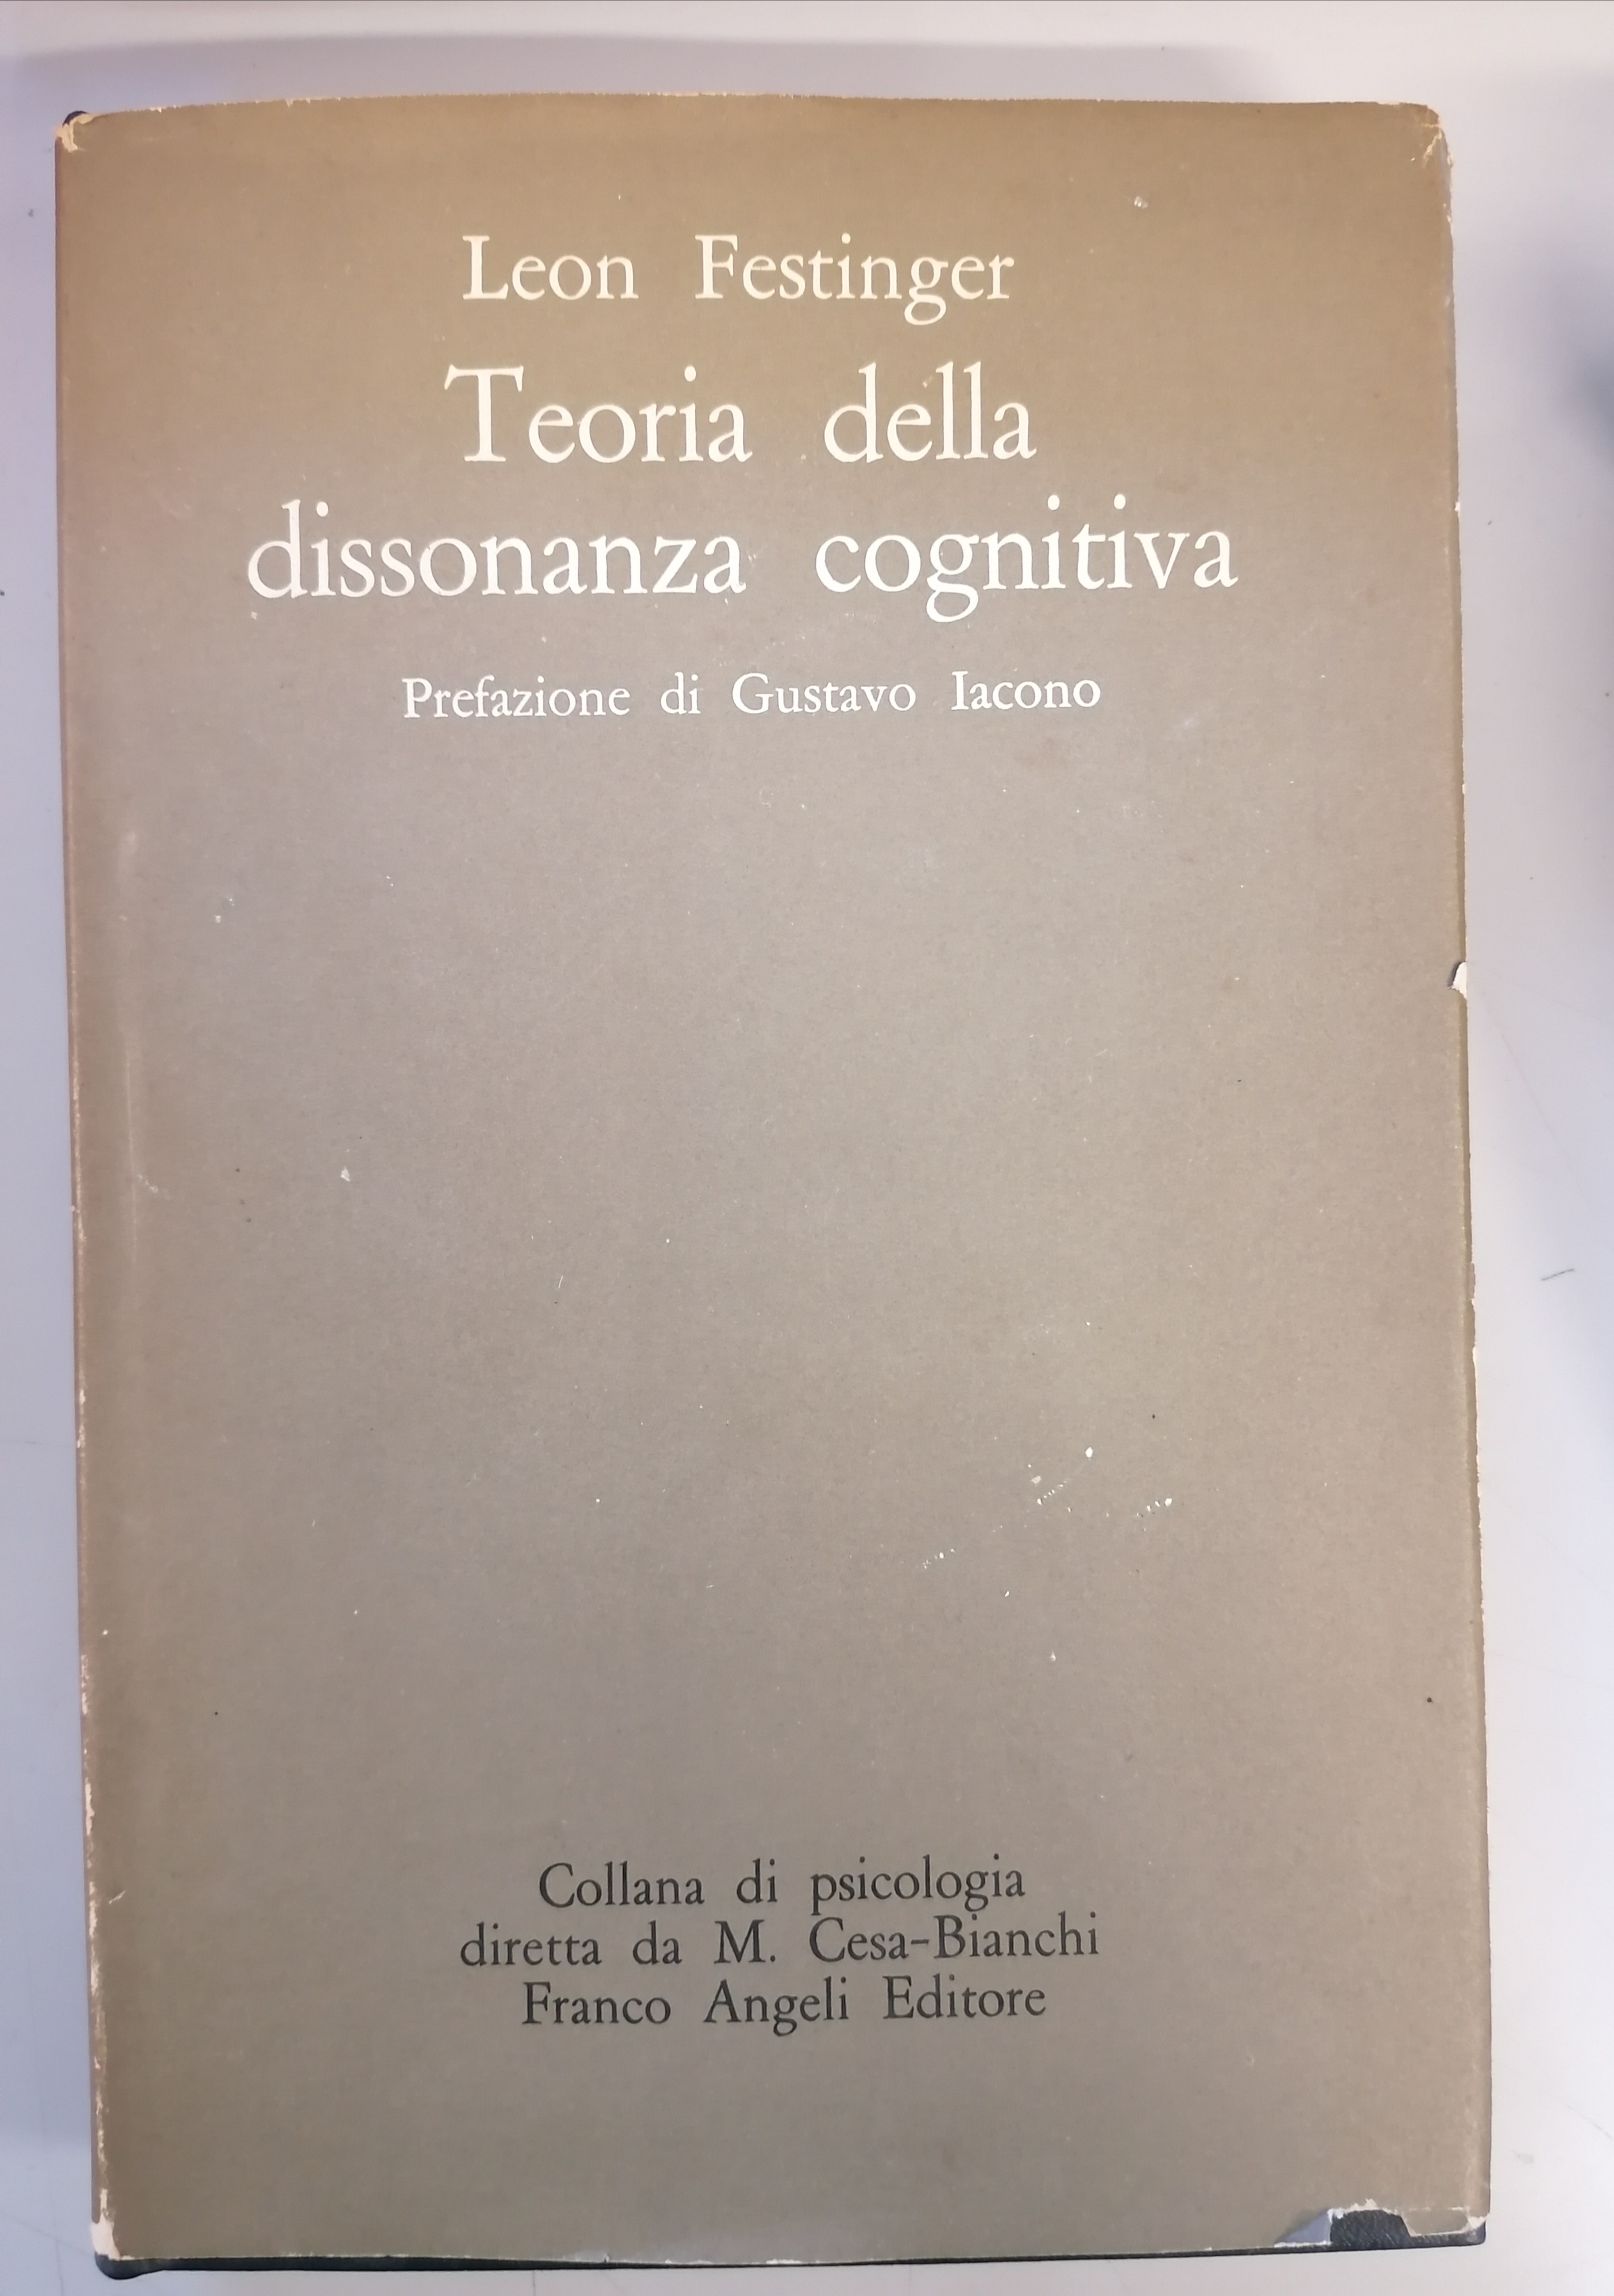 Leon Festinger
Teoria della
dissonanza cognitiva
Prefazione di Gustavo Iacono
Collana di psicologia
diretta da M. Cesa-Bianchi
Franco Angeli Editore